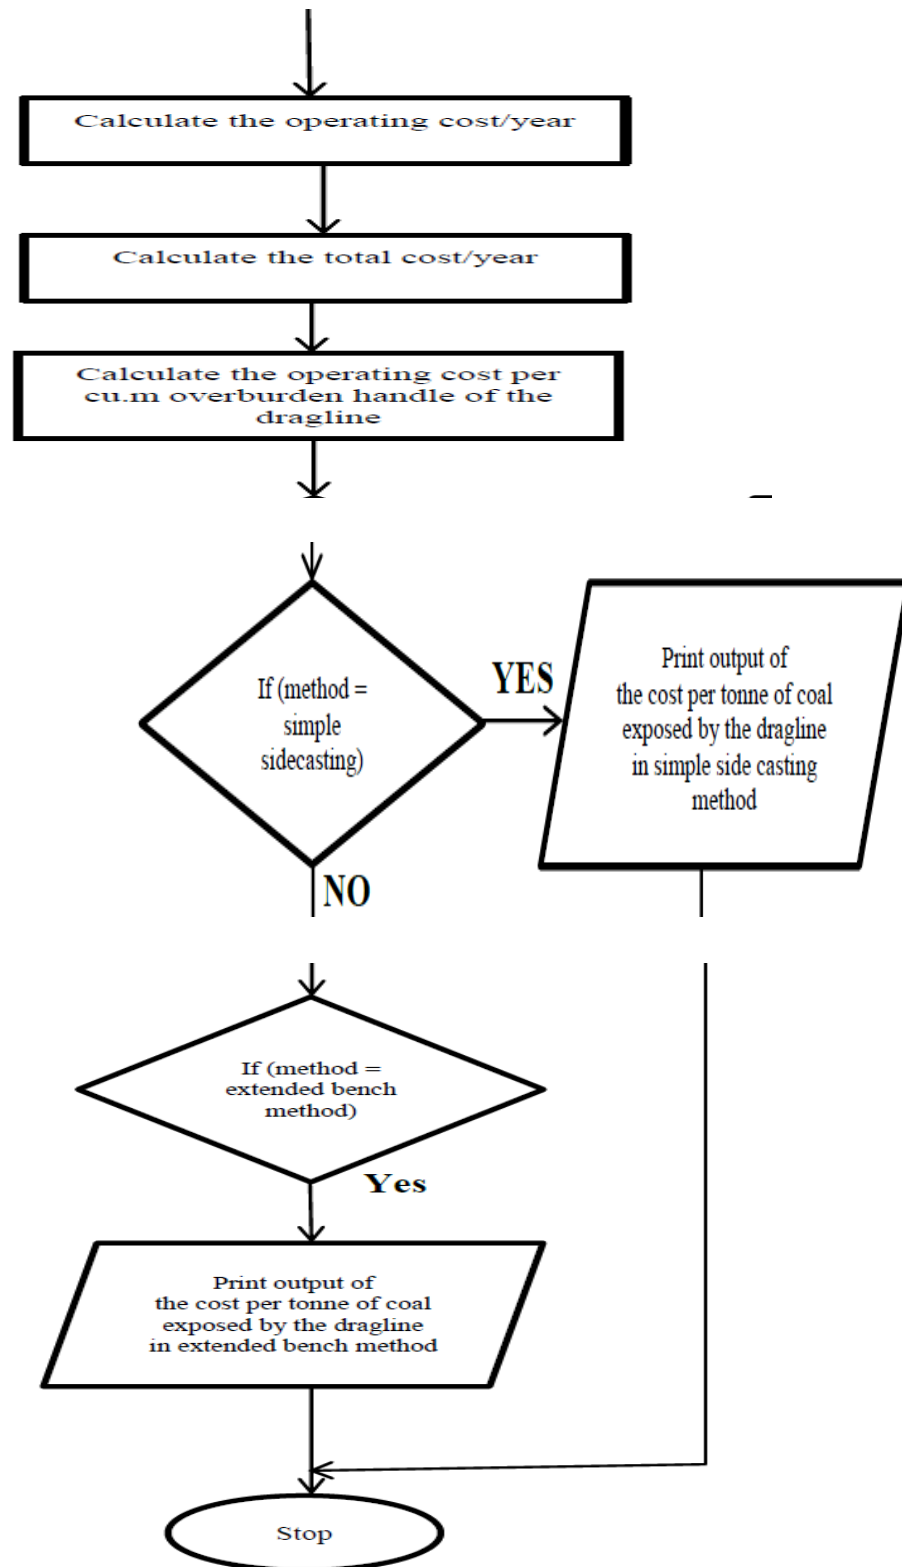 Calculate the operating cost/year
Calculate the total cost/year
Calculate the operating cost per
cu.m overburden handle of the
dragline
If (method =
simple
sidecasting)
YES
Print output of
the cost per tonne of coal
exposed by the dragline
in simple side casting
method
NO
If (method =
extended bench
method)
Yes
Print output of
the cost per tonne of coal
exposed by the dragline
in extended bench method
Stop